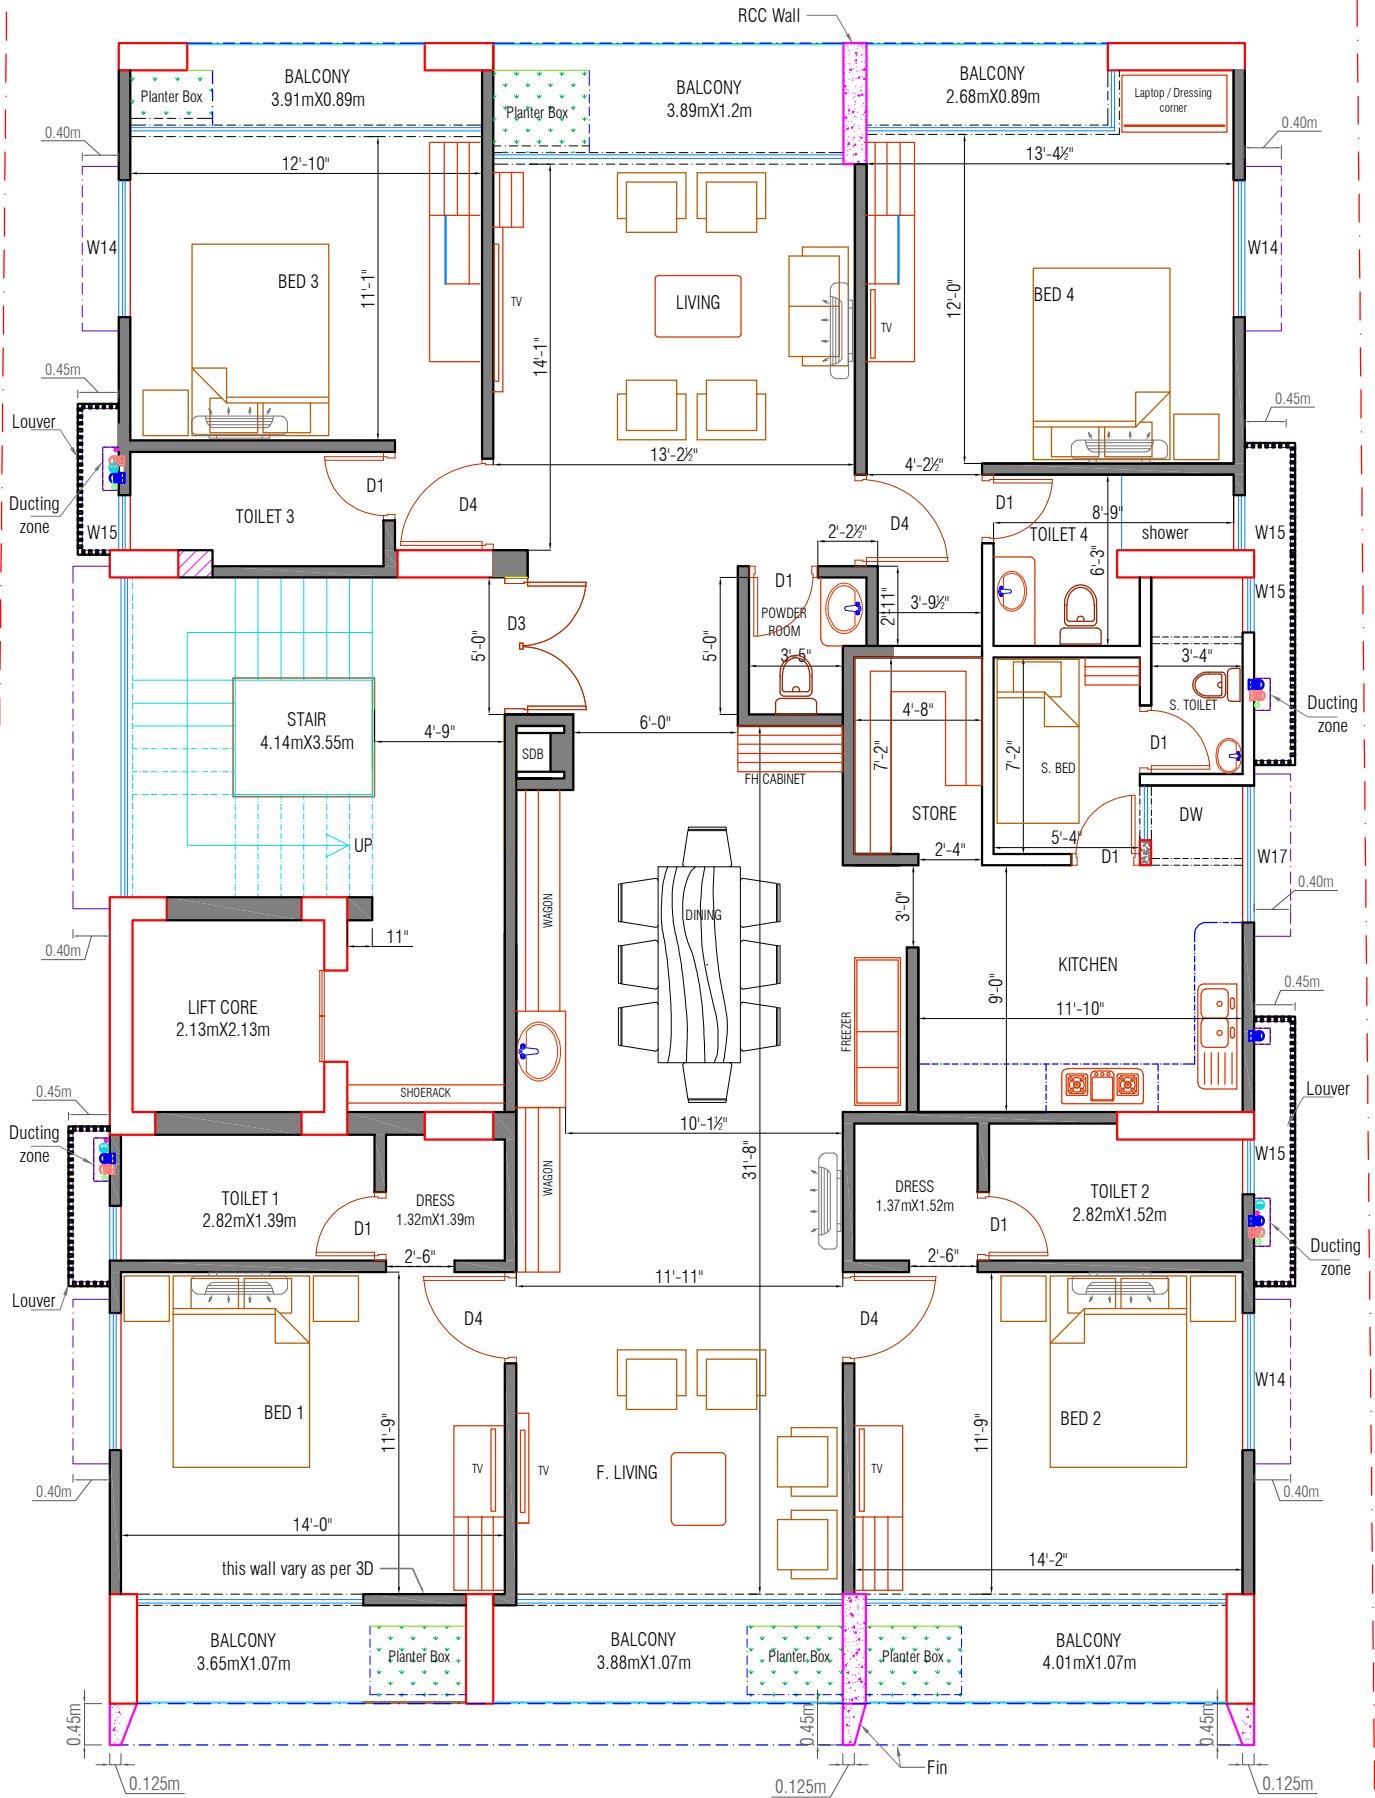 RCC Wall
BALCONY
3.91mX0.89m
Planter Box
BALCONY
3.89mX1.2m
Planter Box
BALCONY
2.68mX0.89m
Laptop / Dressing
corner
0.40m
0.40m
12'-10"
13'-4½"
W14
BED 3
11'-1"
TV
LIVING
14'-1"
TV
12'-0"
BED 4
W14
0.45m
0.45m
Louver
Ducting
zone
W15
TOILET 3
D1
D4
13'-2½"
4'-2½"
D4
D1
8'-9"
TOILET 4
shower
6'-3"
W15
W15
2'-2½"
D1
POWDER
ROOM
2'-11"
3'-9½"
D3
5'-0"
5'-0"
3'-5"
3'-4"
S. TOILET
Ducting
zone
STAIR
4.14mX3.55m
4'-9"
6'-0"
SDB
FH CABINET
4'-8"
7'-2"
STORE
7'-2"
S. BED
D1
5'-4"
D1
DW
UP
2'-4"
W17
0.40m
WAGON
DINING
3'-0"
11"
0.40m
LIFT CORE
2.13mX2.13m
KITCHEN
9'-0"
11'-10"
0.45m
FREEZER
SHOERACK
0.45m
Louver
Ducting
zone
10'-1½"
31'-8"
W15
TOILET 1
2.82mX1.39m
D1
DRESS
1.32mX1.39m
WAGON
DRESS
1.37mX1.52m
D1
TOILET 2
2.82mX1.52m
Ducting
zone
2'-6"
2'-6"
11'-11"
Louver
D4
D4
BED 1
11'-9"
TV
TV
F. LIVING
TV
11'-9"
BED 2
W14
0.40m
0.40m
14'-0"
14'-2"
this wall vary as per 3D
BALCONY
3.65mX1.07m
Planter Box
BALCONY
3.88mX1.07m
Planter Box
Planter Box
BALCONY
4.01mX1.07m
0.45m
0.45m
0.45m
Fin
0.125m
0.125m
0.125m